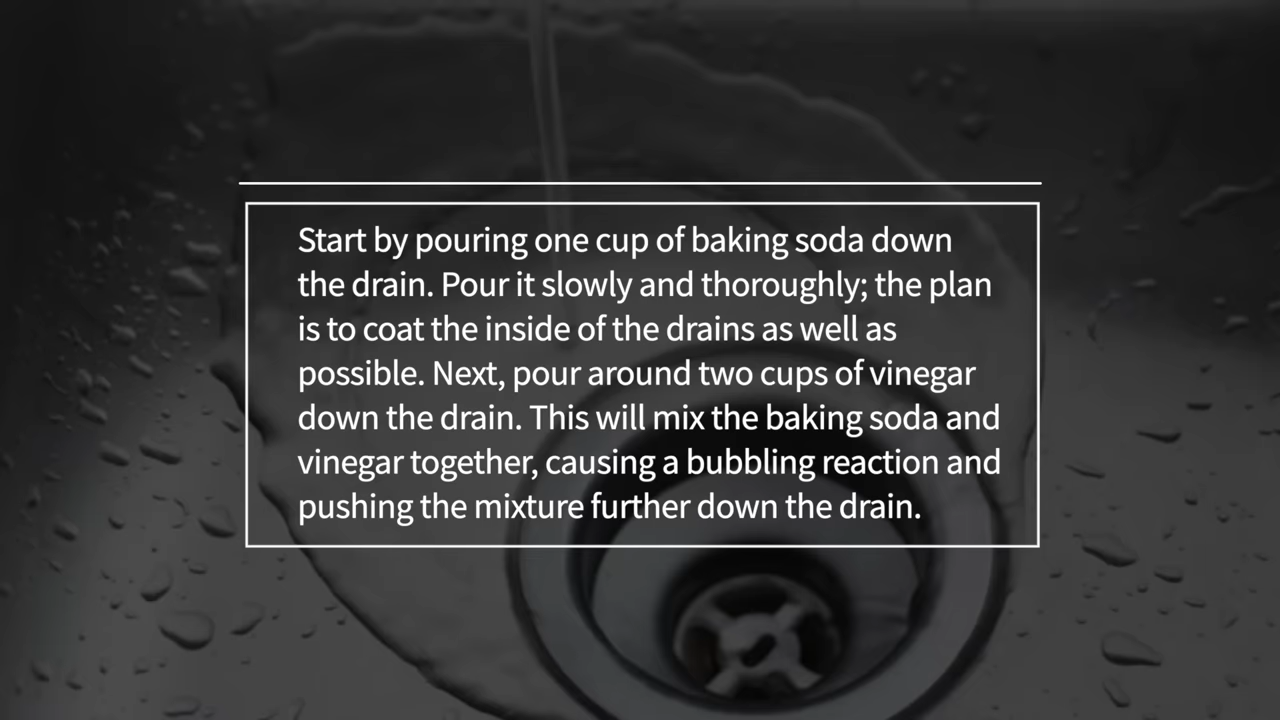 Start by pouring one cup of baking soda down
the drain. Pour it slowly and thoroughly; the plan
is to coat the inside of the drains as well as
possible. Next, pour around two cups of vinegar
down the drain. This will mix the baking soda and
vinegar together, causing a bubbling reaction and
pushing the mixture further down the drain.